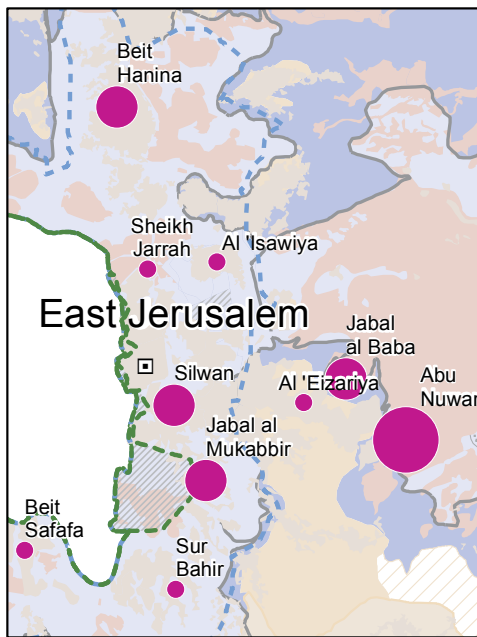 Beit
Hanina
Sheikh
Jarrah
Al 'Isawiya
East Jerusalem
Jabal
al Baba
Silwan
Al 'Eizariya
Abu
Nuwar
Jabal al
Mukabbir
Beit
Safafa
Sur
Bahir